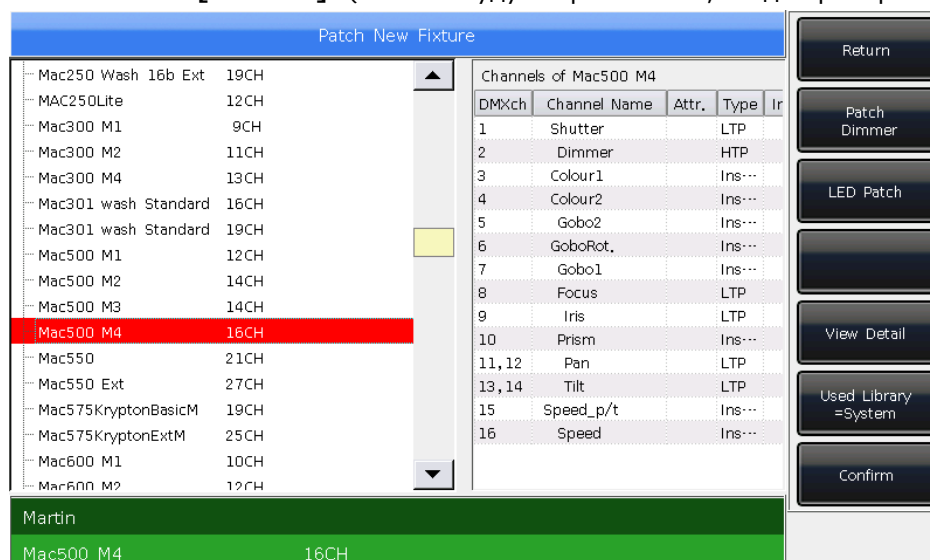 Patch New Fixture
Mac250 Wash 16b Ext 19CH
MAC250Lite 12CH
Mac300 M1 9CH
Mac300 M2 11CH
Mac300 M4 13CH
Mac301 wash Standard 16CH
Mac301 wash Standard 19CH
Mac500 M1 12CH
Mac500 M2 14CH
Mac500 M3 14CH
Mac500 M4 16CH
Mac550 21CH
Mac550 Ext 27CH
Mac575KryptonBasicM 19CH
Mac575KryptonExtM 25CH
Mac600 M1 10CH
Mac600 M2 12CH
Channels of Mac500 M4
DMXch Channel Name Attr. Type Ir
1 Shutter LTP
2 Dimmer HTP
3 Colour1 Ins···
4 Colour2 Ins···
5 Gobo2 Ins···
6 GoboRot. Ins···
7 Gobo1 Ins···
8 Focus LTP
9 Iris LTP
10 Prism Ins···
11,12 Pan LTP
13,14 Tilt LTP
15 Speed_p/t Ins···
16 Speed Ins···
Return
Patch
Dimmer
LED Patch
View Detail
Used Library
=System
Confirm
Martin
Mac500 M4 16CH